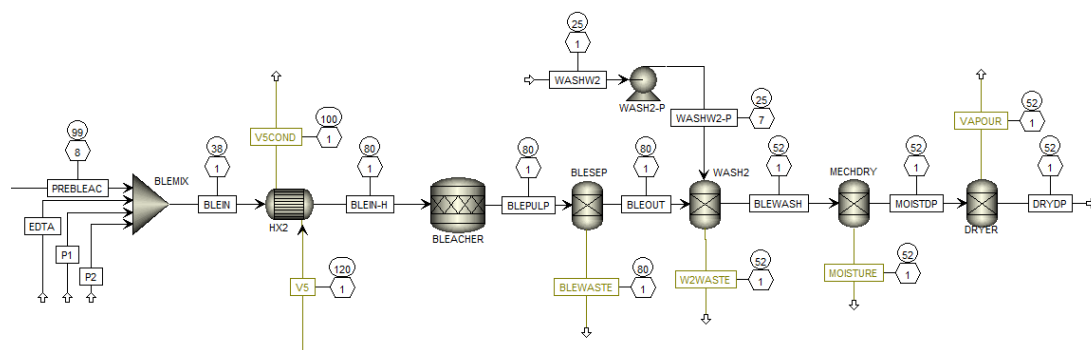 25
1
WASHW2
WASH2-P
25
7
WASHW2-P
99
8
PREBLEAC
EDTA
P1
P2
BLEMIX
38
1
BLEIN
V5COND
100
1
HX2
V5
120
1
80
1
BLEIN-H
BLEACHER
80
1
BLEPULP
BLESEP
BLEWASTE
80
1
80
1
BLEOUT
WASH2
W2WASTE
52
1
52
1
BLEWASH
MECHDRY
MOISTURE
52
1
52
1
MOISTDP
VAPOUR
52
1
DRYER
52
1
DRYDP